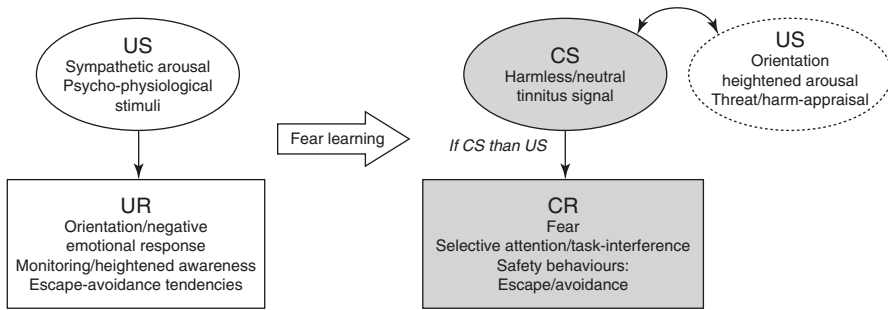 US
Sympathetic arousal
Psycho-physiological
stimuli
UR
Orientation/negative
emotional response
Monitoring/heightened awareness
Escape-avoidance tendencies
Fear learning
CS
Harmless/neutral
tinnitus signal
US
Orientation
heightened arousal
Threat/harm-appraisal
If CS than US
CR
Fear
Selective attention/task-interference
Safety behaviours:
Escape/avoidance